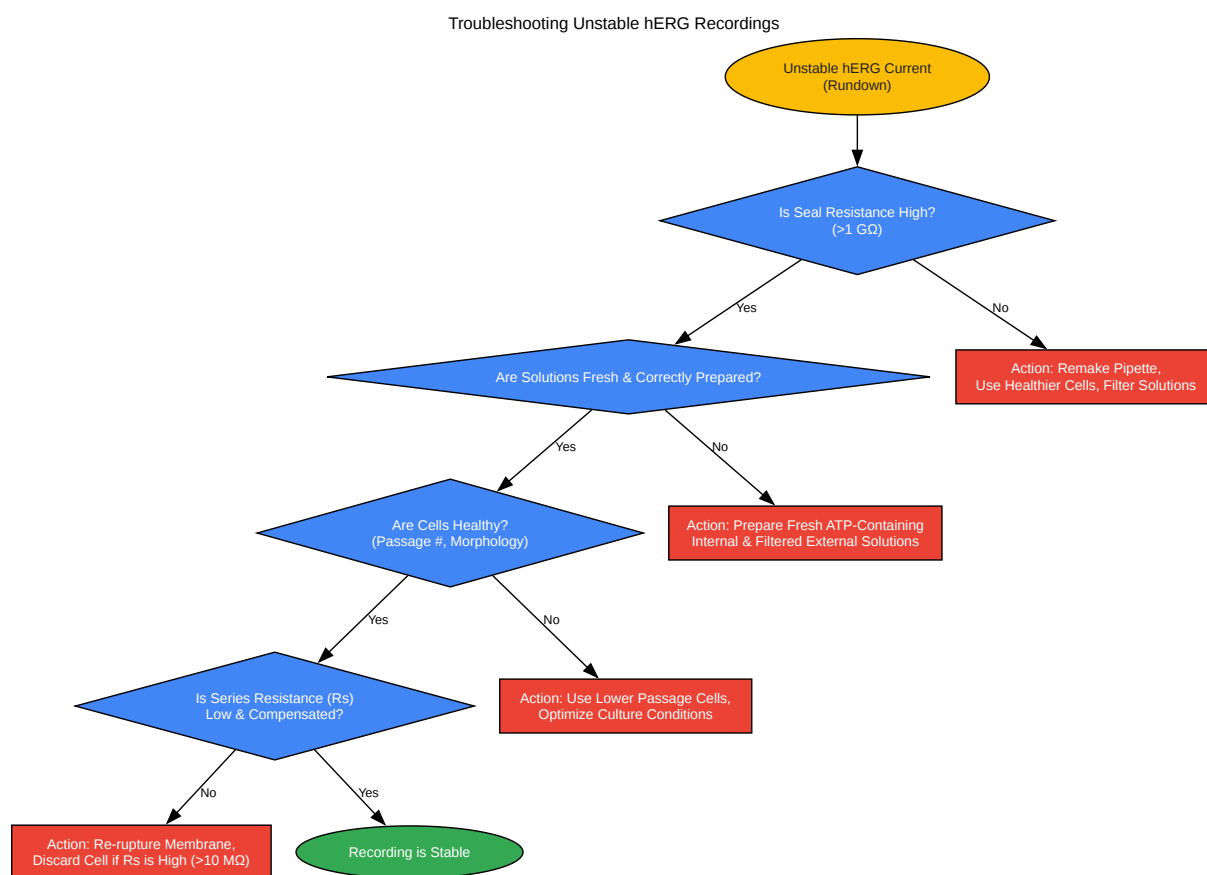 Troubleshooting Unstable hERG Recordings
Unstable hERG Current
(Rundown)
Is Seal Resistance High?
(>1 GΩ)
Yes
No
Are Solutions Fresh & Correctly Prepared?
Action: Remake Pipette,
Use Healthier Cells, Filter Solutions
Yes
No
Are Cells Healthy?
(Passage #, Morphology)
Action: Prepare Fresh ATP-Containing
Internal & Filtered External Solutions
Yes
No
Is Series Resistance (Rs)
Low & Compensated?
Action: Use Lower Passage Cells,
Optimize Culture Conditions
No
Yes
Action: Re-rupture Membrane,
Discard Cell if Rs is High (>10 MΩ)
Recording is Stable